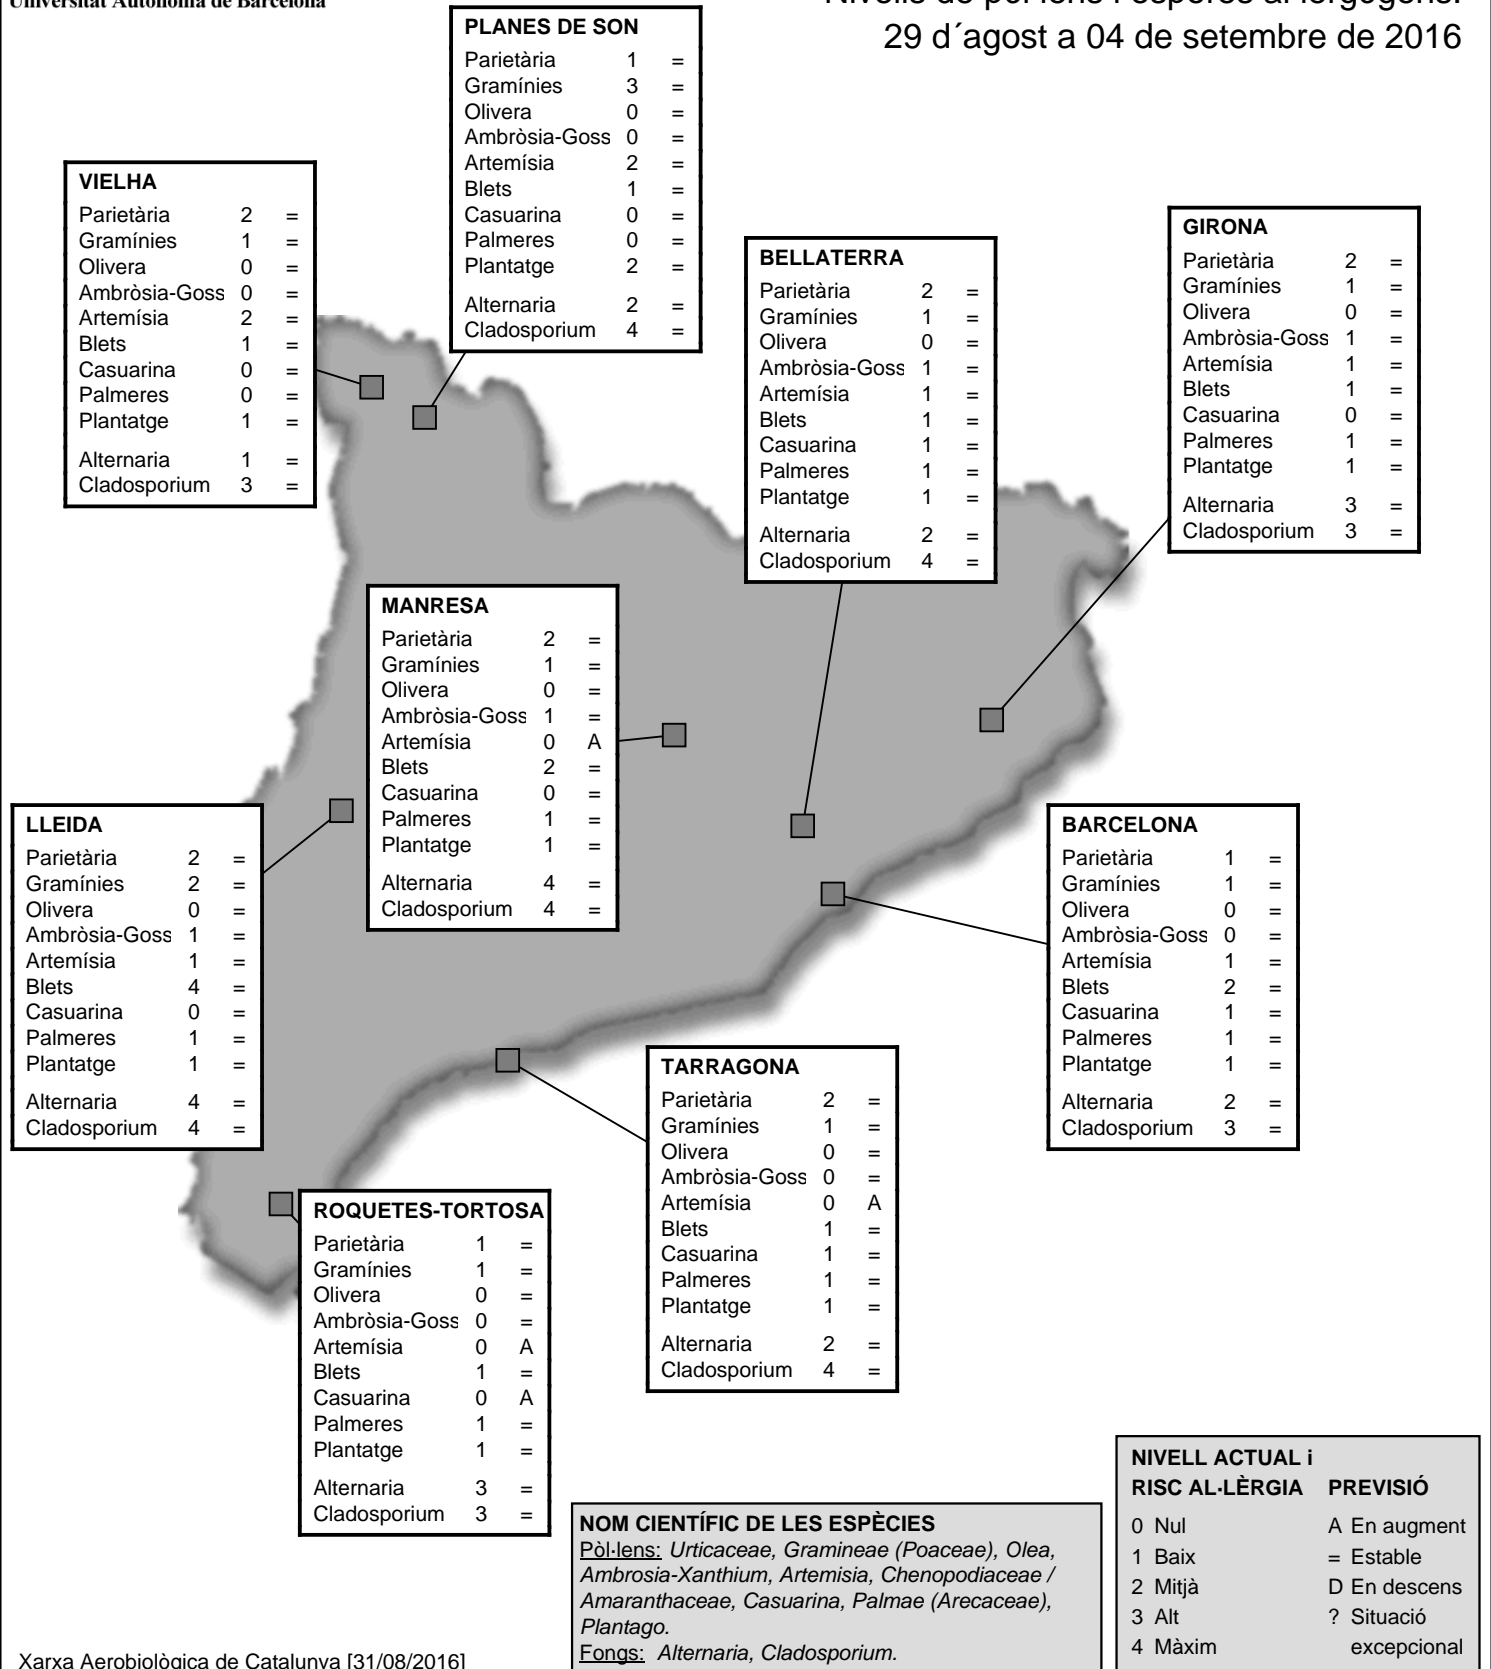 Universitat Autònoma de Barcelona
Nivells de pol·lens i espores al·lergògens.
29 d´agost a 04 de setembre de 2016
PLANES DE SON
Parietària 1 =
Gramínies 3 =
Olivera 0 =
Ambròsia-Goss 0 =
Artemísia 2 =
Blets 1 =
Casuarina 0 =
Palmeres 0 =
Plantatge 2 =
Alternaria 2 =
Cladosporium 4 =
VIELHA
Parietària 2 =
Gramínies 1 =
Olivera 0 =
Ambròsia-Goss 0 =
Artemísia 2 =
Blets 1 =
Casuarina 0 =
Palmeres 0 =
Plantatge 1 =
Alternaria 1 =
Cladosporium 3 =
BELLATERRA
Parietària 2 =
Gramínies 1 =
Olivera 0 =
Ambròsia-Goss 1 =
Artemísia 1 =
Blets 1 =
Casuarina 1 =
Palmeres 1 =
Plantatge 1 =
Alternaria 2 =
Cladosporium 4 =
GIRONA
Parietària 2 =
Gramínies 1 =
Olivera 0 =
Ambròsia-Goss 1 =
Artemísia 1 =
Blets 1 =
Casuarina 0 =
Palmeres 1 =
Plantatge 1 =
Alternaria 3 =
Cladosporium 3 =
MANRESA
Parietària 2 =
Gramínies 1 =
Olivera 0 =
Ambròsia-Goss 1 =
Artemísia 0 A
Blets 2 =
Casuarina 0 =
Palmeres 1 =
Plantatge 1 =
Alternaria 4 =
Cladosporium 4 =
LLEIDA
Parietària 2 =
Gramínies 2 =
Olivera 0 =
Ambròsia-Goss 1 =
Artemísia 1 =
Blets 4 =
Casuarina 0 =
Palmeres 1 =
Plantatge 1 =
Alternaria 4 =
Cladosporium 4 =
BARCELONA
Parietària 1 =
Gramínies 1 =
Olivera 0 =
Ambròsia-Goss 0 =
Artemísia 1 =
Blets 2 =
Casuarina 1 =
Palmeres 1 =
Plantatge 1 =
Alternaria 2 =
Cladosporium 3 =
TARRAGONA
Parietària 2 =
Gramínies 1 =
Olivera 0 =
Ambròsia-Goss 0 =
Artemísia 0 A
Blets 1 =
Casuarina 1 =
Palmeres 1 =
Plantatge 1 =
Alternaria 2 =
Cladosporium 4 =
ROQUETES-TORTOSA
Parietària 1 =
Gramínies 1 =
Olivera 0 =
Ambròsia-Goss 0 =
Artemísia 0 A
Blets 1 =
Casuarina 0 A
Palmeres 1 =
Plantatge 1 =
Alternaria 3 =
Cladosporium 3 =
NOM CIENTÍFIC DE LES ESPÈCIES
Pòl·lens: Urticaceae, Gramineae (Poaceae), Olea,
Ambrosia-Xanthium, Artemisia, Chenopodiaceae /
Amaranthaceae, Casuarina, Palmae (Arecaceae),
Plantago.
Fongs: Alternaria, Cladosporium.
NIVELL ACTUAL i
RISC AL·LÈRGIA PREVISIÓ
0 Nul A En augment
1 Baix = Estable
2 Mitjà D En descens
3 Alt ? Situació
4 Màxim excepcional
Xarxa Aerobiològica de Catalunya [31/08/2016]